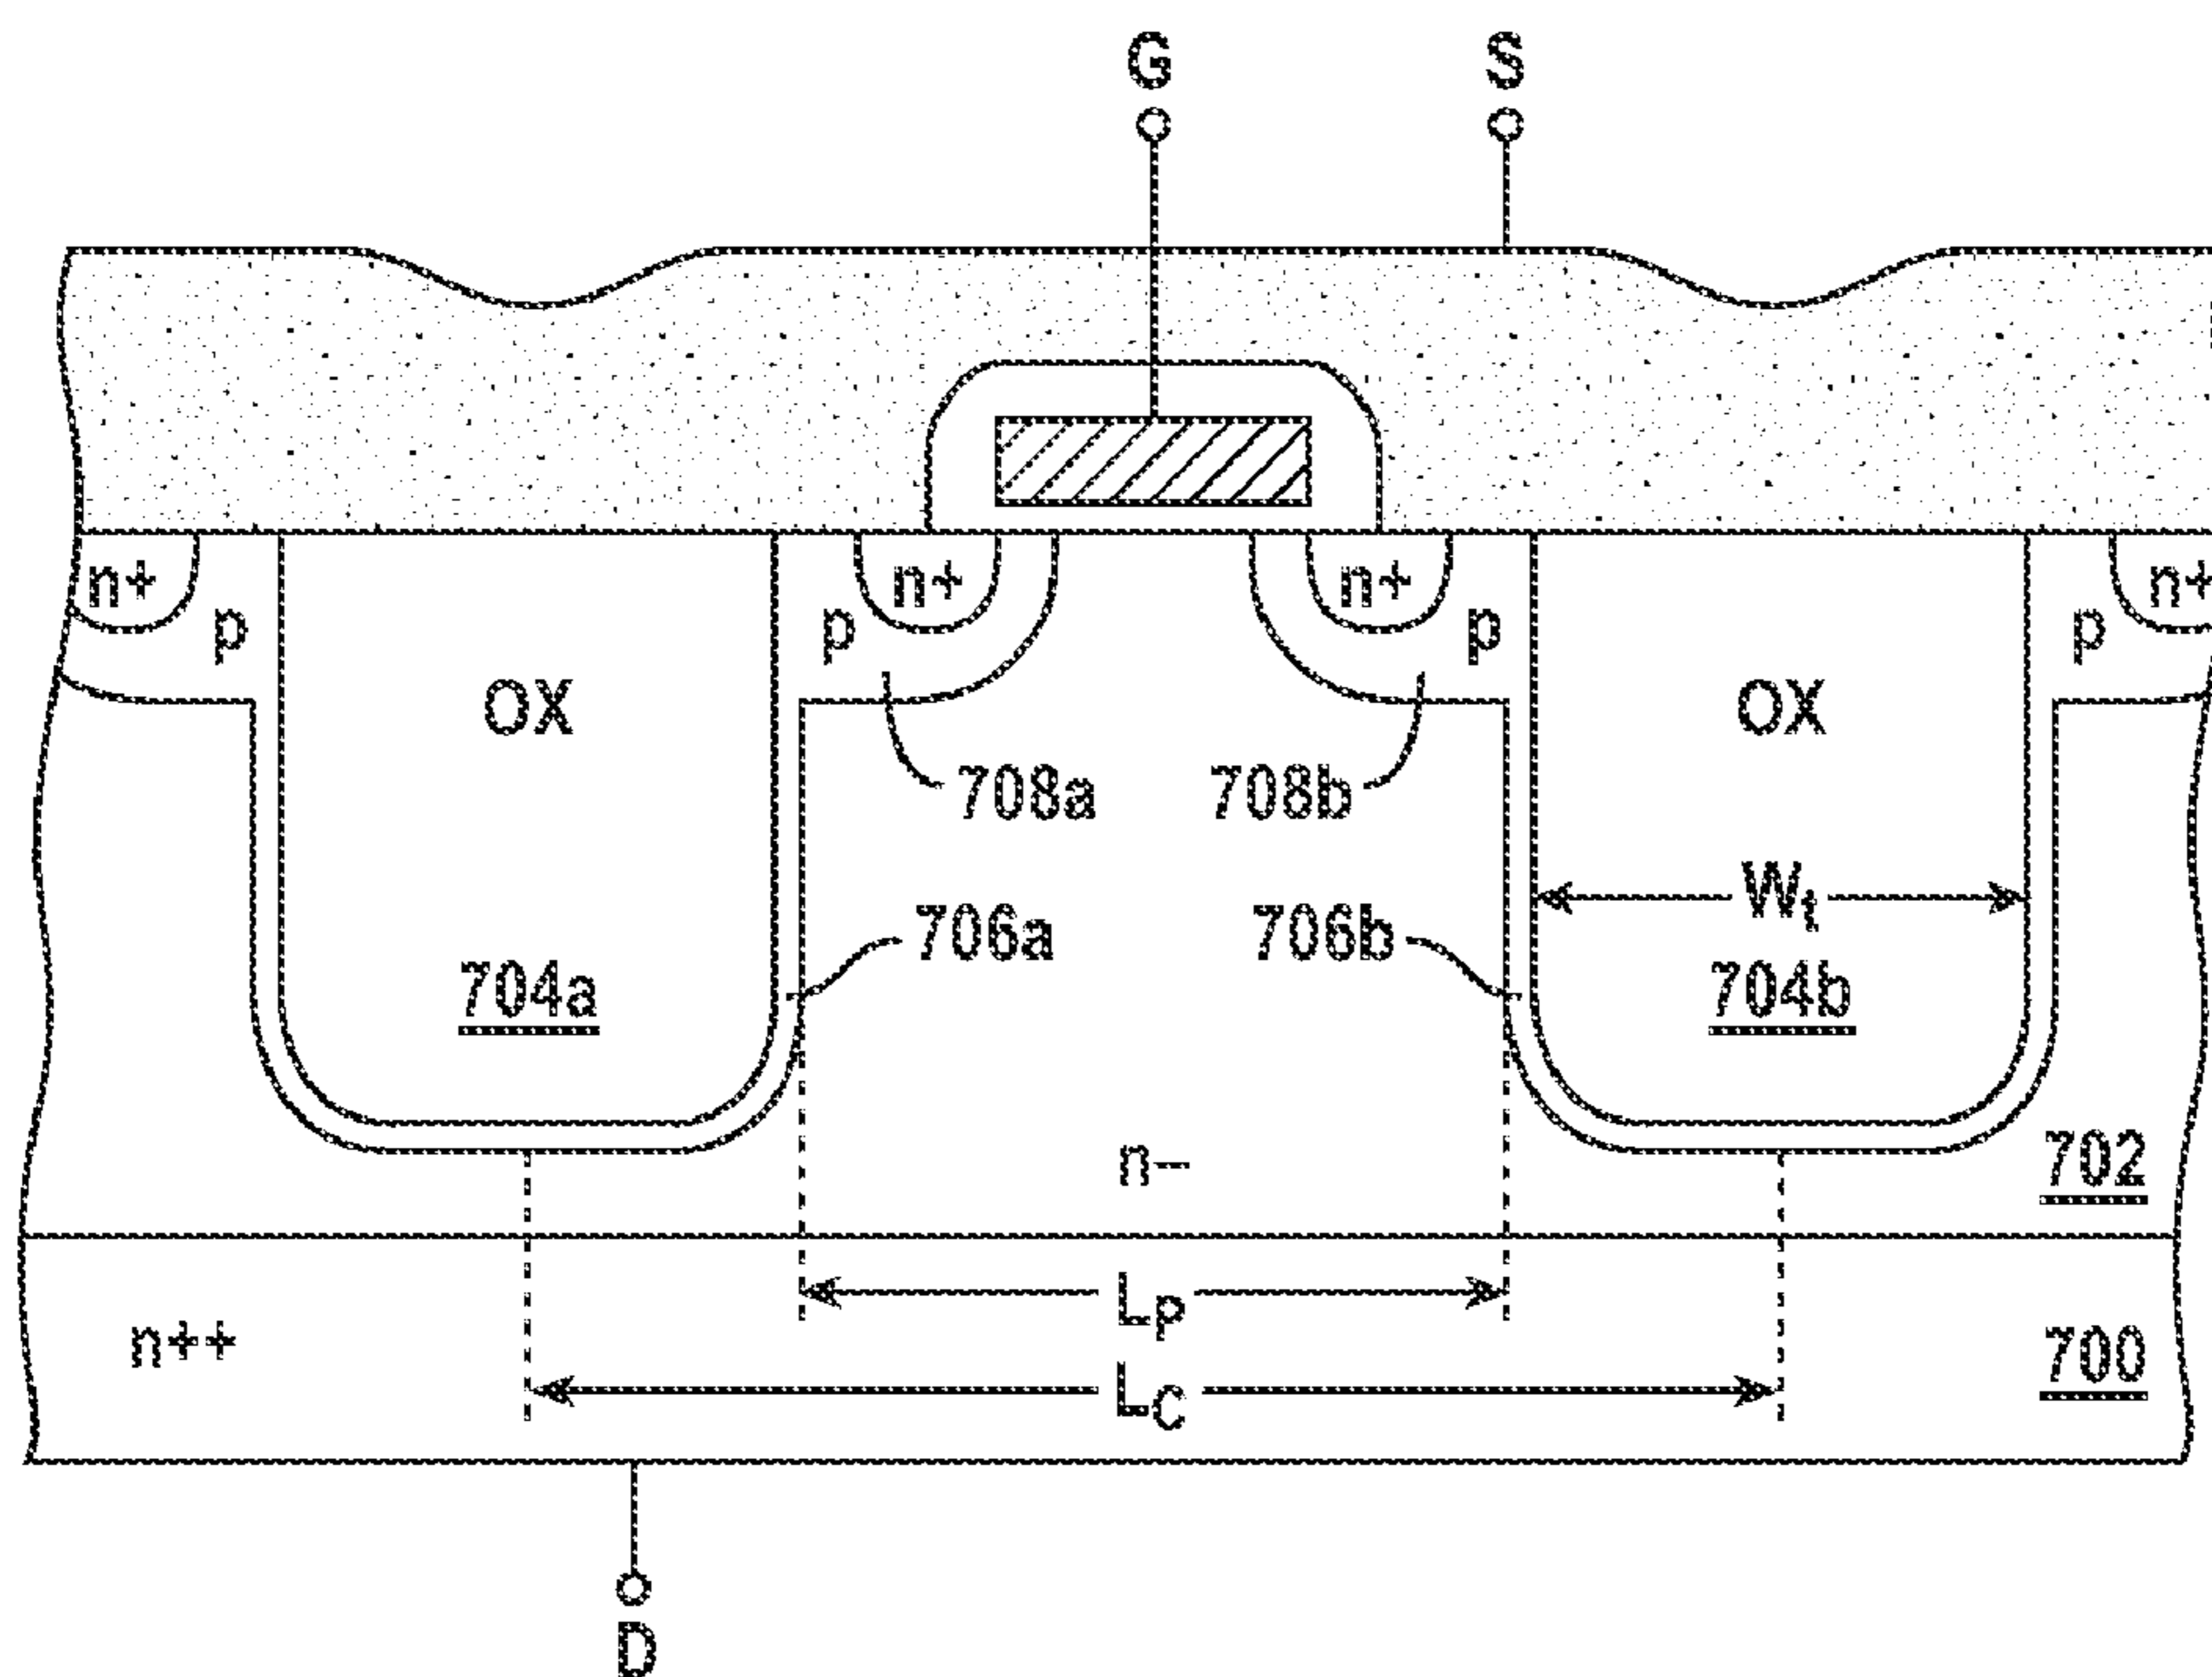 G S
n+ p p n+ n+ p p n+
OX OX
708a 708b
Wt
706a 706b
704a 704b
n– 702
LP
n++ 700
LC
D